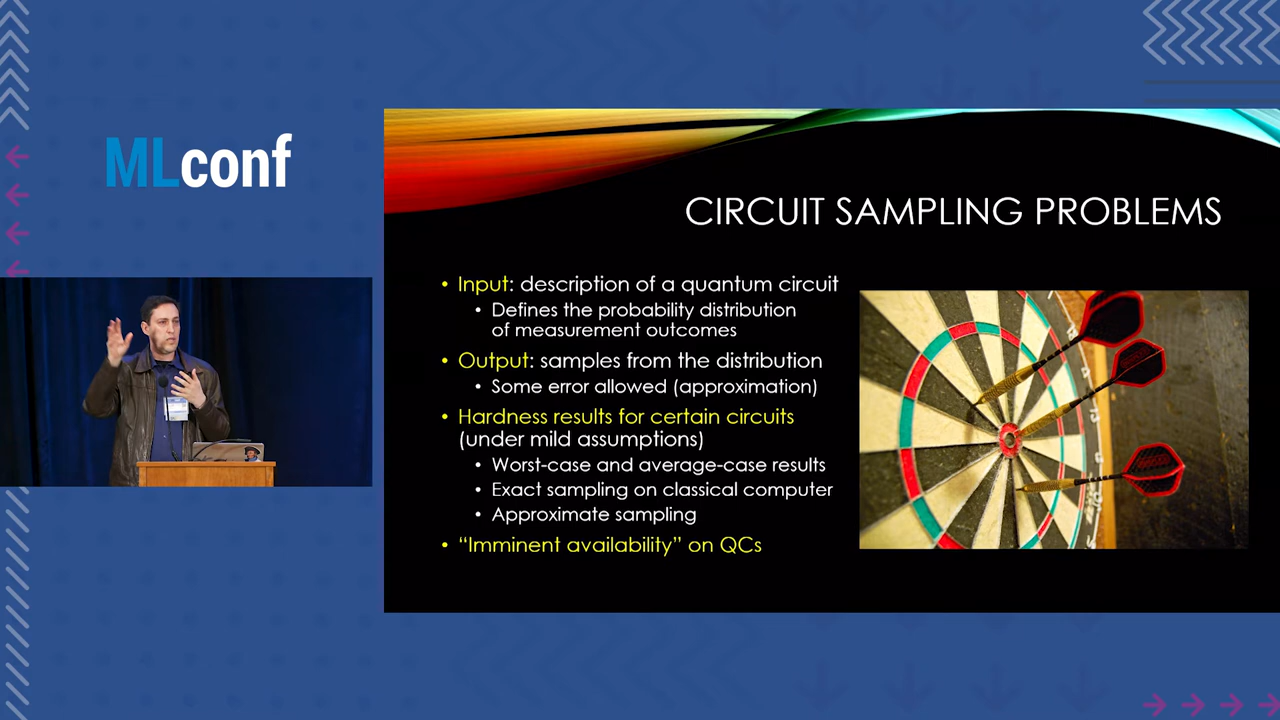 MLconf
CIRCUIT SAMPLING PROBLEMS
• Input: description of a quantum circuit
• Defines the probability distribution
of measurement outcomes
• Output: samples from the distribution
• Some error allowed (approximation)
• Hardness results for certain circuits
(under mild assumptions)
• Worst-case and average-case results
• Exact sampling on classical computer
• Approximate sampling
• “Imminent availability” on QCs